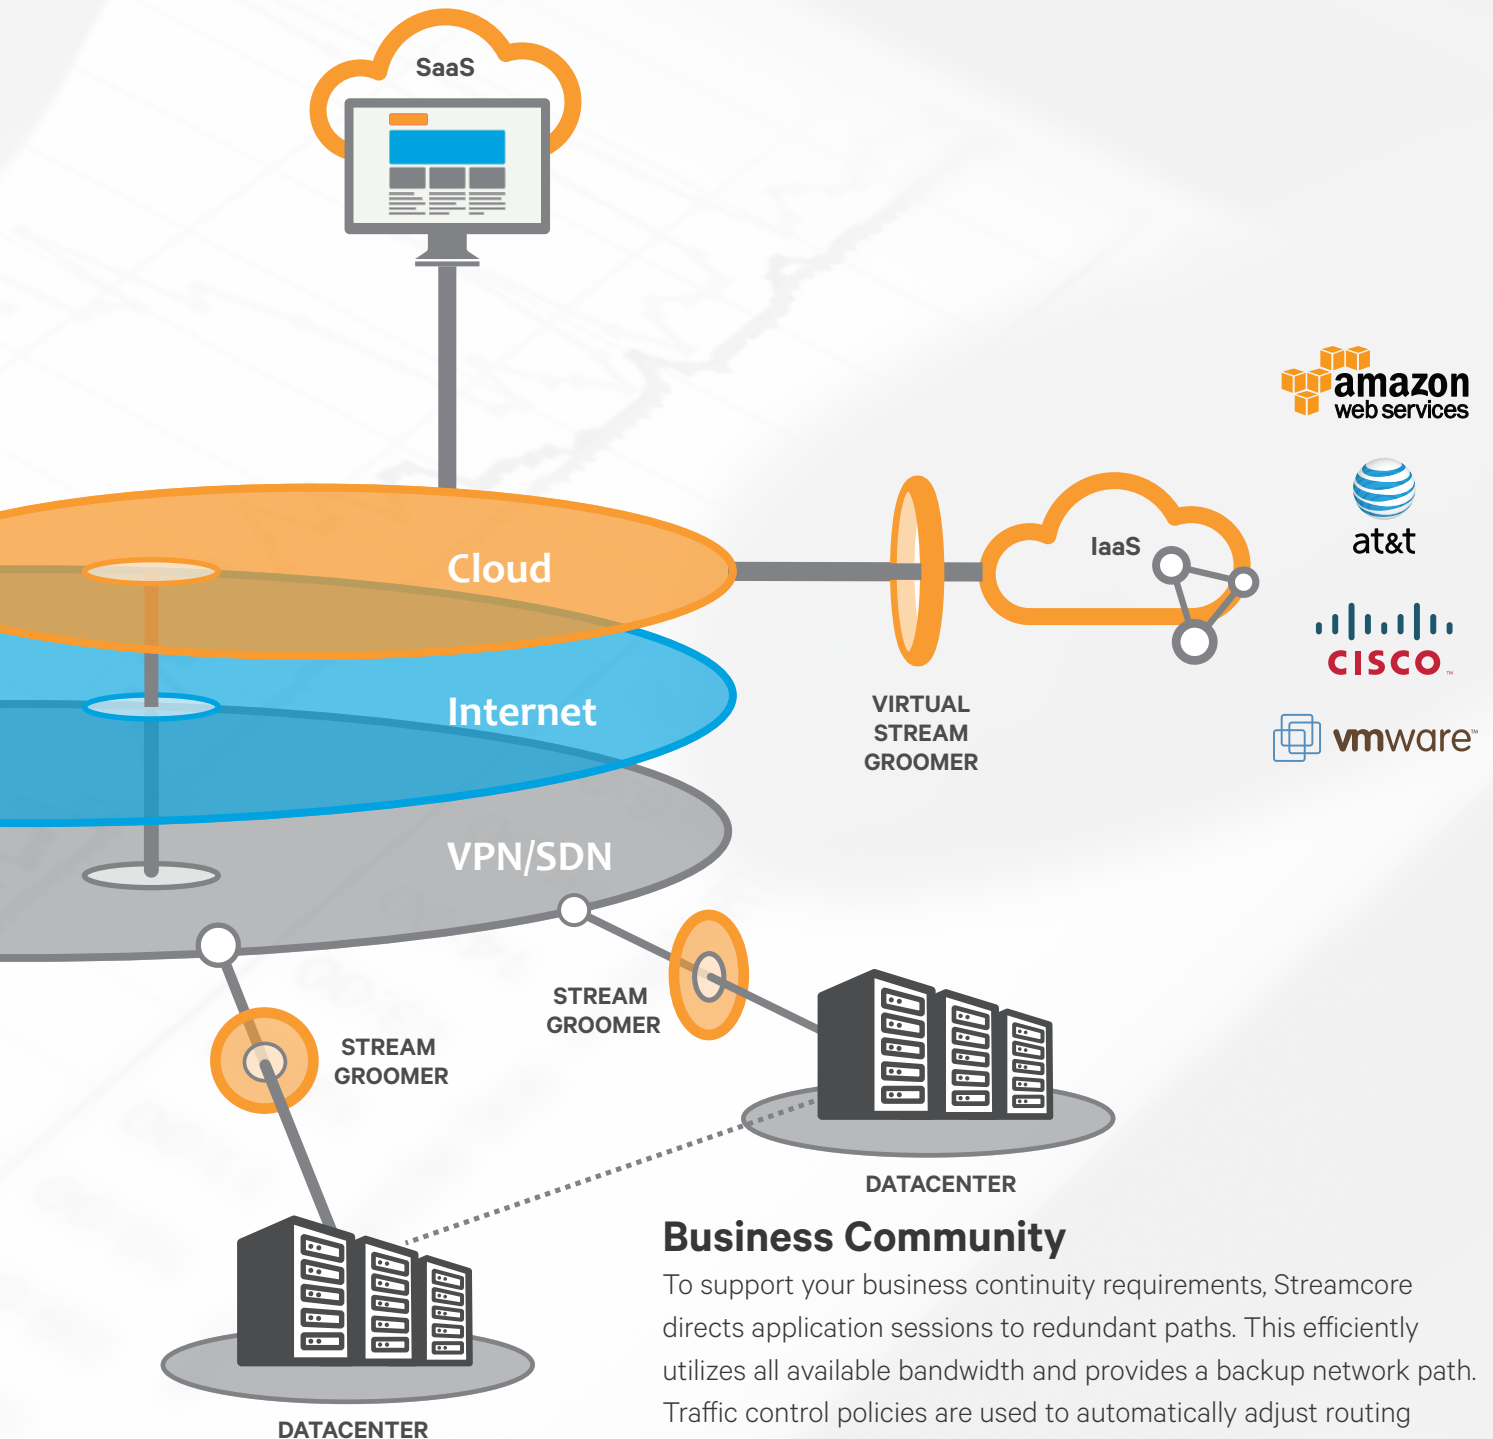 SaaS
amazon
web services
at&t
IaaS
Cloud
CISCO™
VIRTUAL
STREAM
GROOMER
Internet
vmware™
VPN/SDN
STREAM
GROOMER
STREAM
GROOMER
DATACENTER
Business Community
To support your business continuity requirements, Streamcore
directs application sessions to redundant paths. This efficiently
utilizes all available bandwidth and provides a backup network path.
Traffic control policies are used to automatically adjust routing
DATACENTER